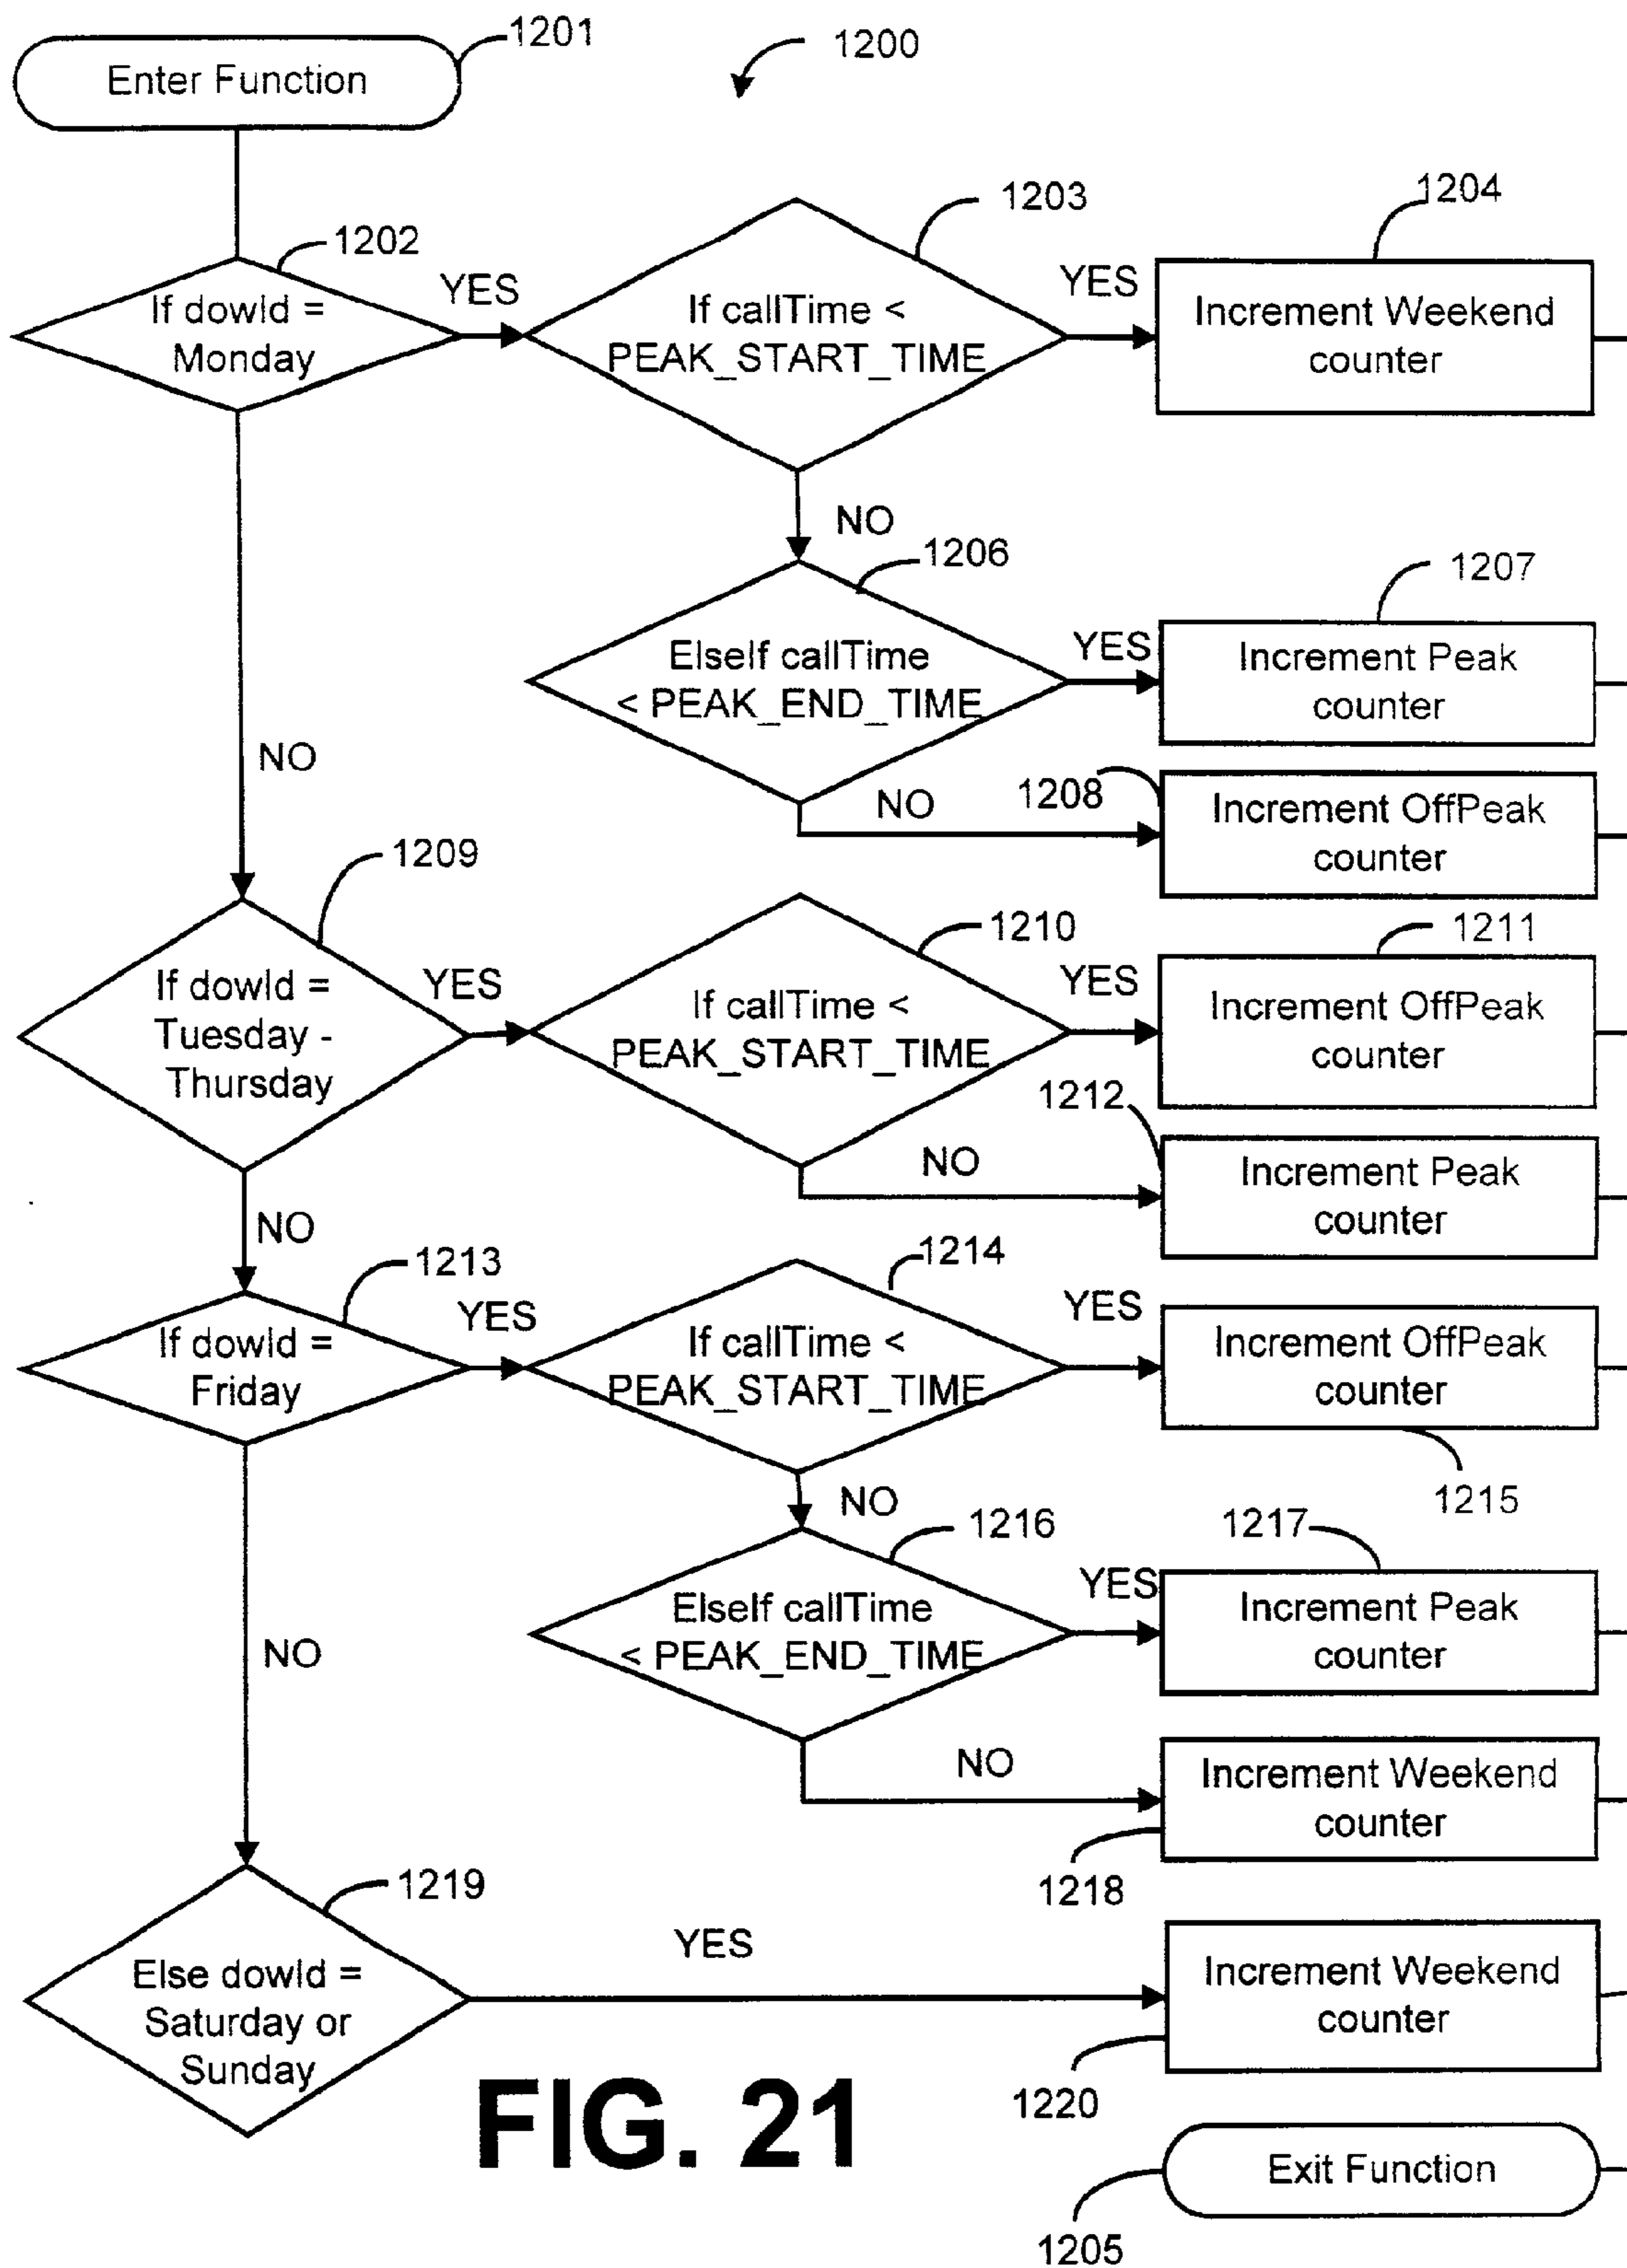 1201
Enter Function
1200
1202
If dowId =
Monday
YES
1203
If callTime <
PEAK_START_TIME
YES
1204
Increment Weekend
counter
NO
1206
ElseIf callTime
< PEAK_END_TIME
YES
1207
Increment Peak
counter
NO
1208
Increment OffPeak
counter
NO
1209
If dowId =
Tuesday -
Thursday
YES
1210
If callTime <
PEAK_START_TIME
YES
1211
Increment OffPeak
counter
NO
1212
Increment Peak
counter
NO
1213
If dowId =
Friday
YES
1214
If callTime <
PEAK_START_TIME
YES
Increment OffPeak
counter
1215
NO
1216
ElseIf callTime
< PEAK_END_TIME
YES
1217
Increment Peak
counter
NO
Increment Weekend
counter
1218
NO
1219
Else dowId =
Saturday or
Sunday
YES
Increment Weekend
counter
1220
Exit Function
1205
FIG. 21